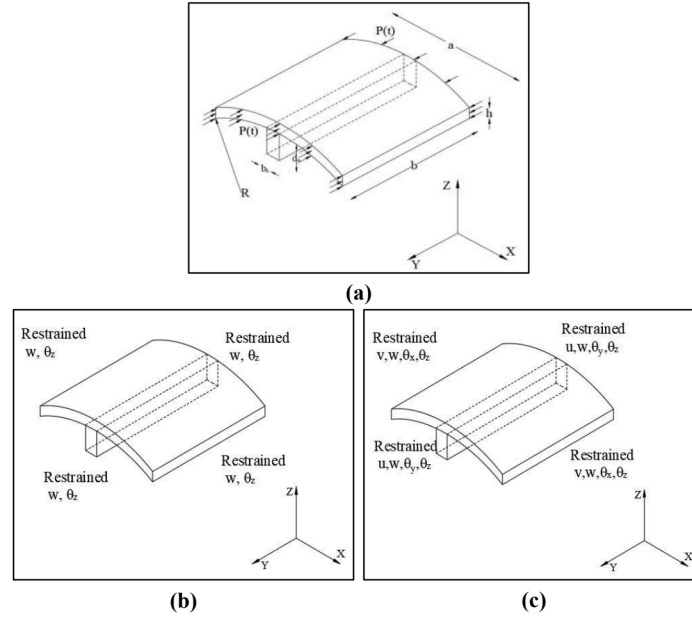 P(t)
a
h
P(t)
b
R
Z
Y
X
(a)
Restrained
w, θz
Restrained
w, θz
Restrained
w, θz
Restrained
w, θz
Z
Y
X
(b)
Restrained
v,w,θx,θz
Restrained
u,w,θy,θz
Restrained
u,w,θy,θz
Restrained
v,w,θx,θz
Z
Y
X
(c)